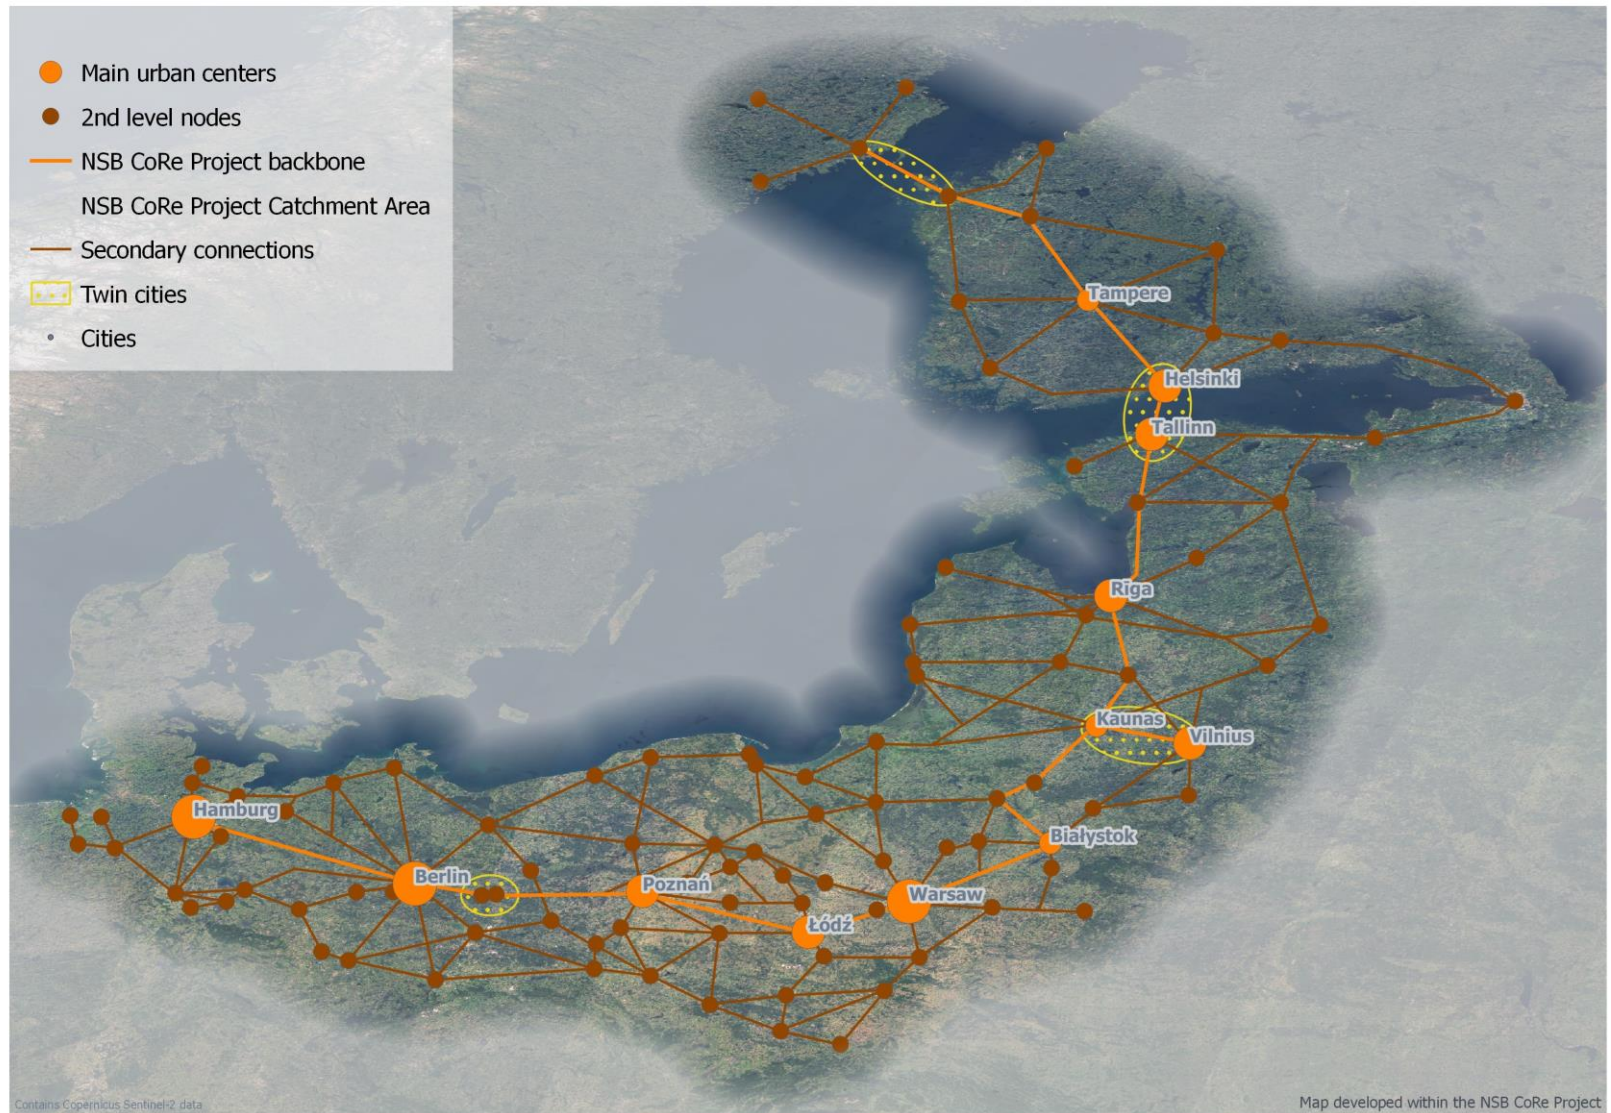 Main urban centers
2nd level nodes
NSB CoRe Project backbone
NSB CoRe Project Catchment Area
Secondary connections
Twin cities
Cities
Tampere
Helsinki
Tallinn
Rīga
Kaunas
Vilnius
Hamburg
Białystok
Berlin
Poznań
Warsaw
Łódź
Contains Copernicus Sentinel-2 data
Map developed within the NSB CoRe Project